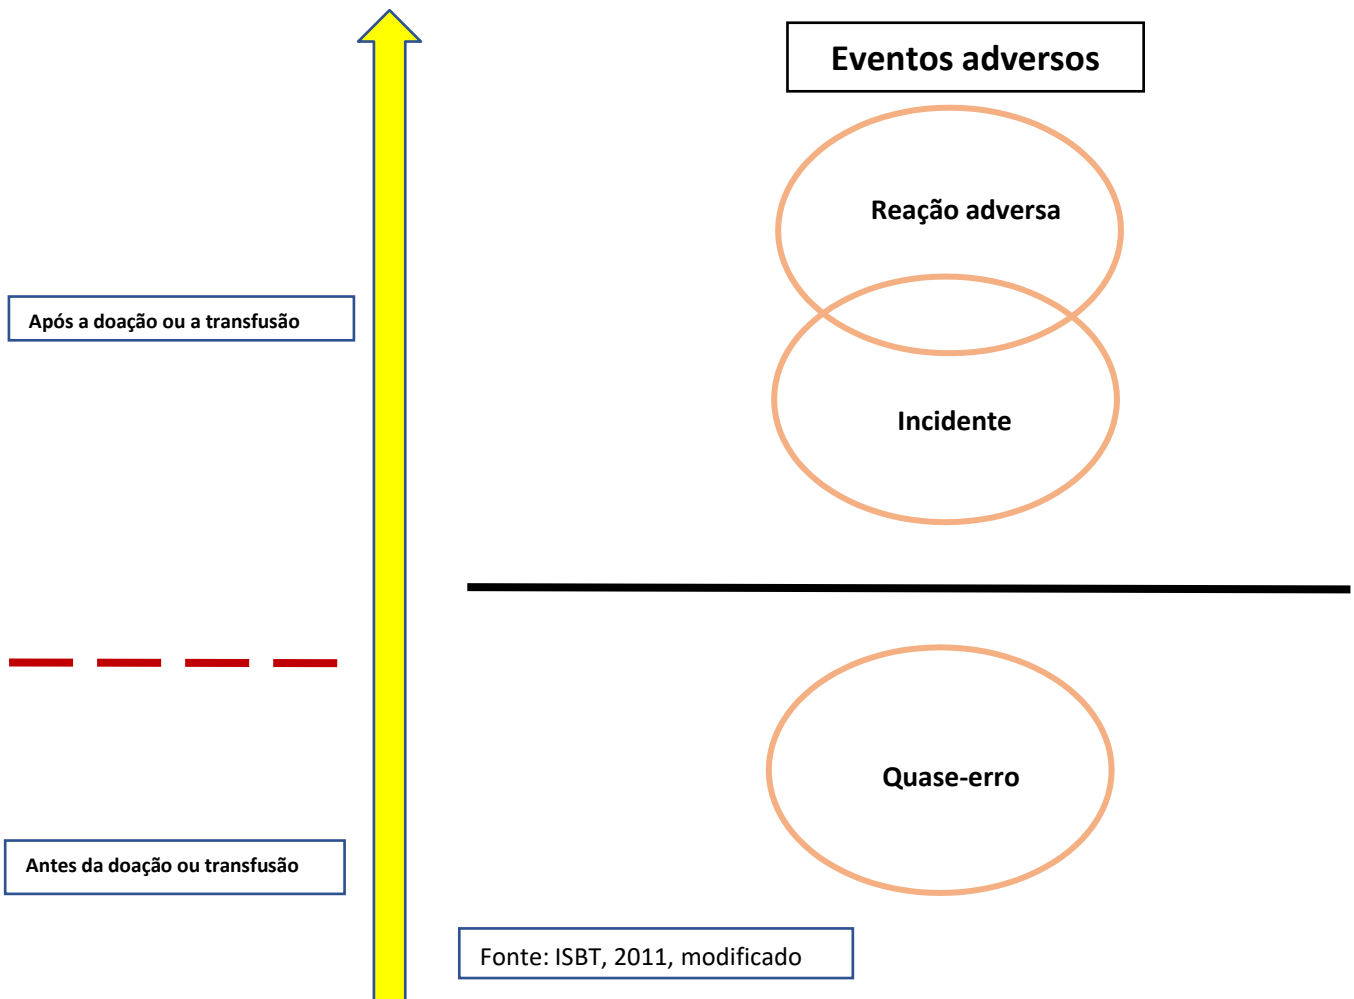 Eventos adversos
Reação adversa
Após a doação ou a transfusão
Incidente
Quase-erro
Antes da doação ou transfusão
Fonte: ISBT, 2011, modificado